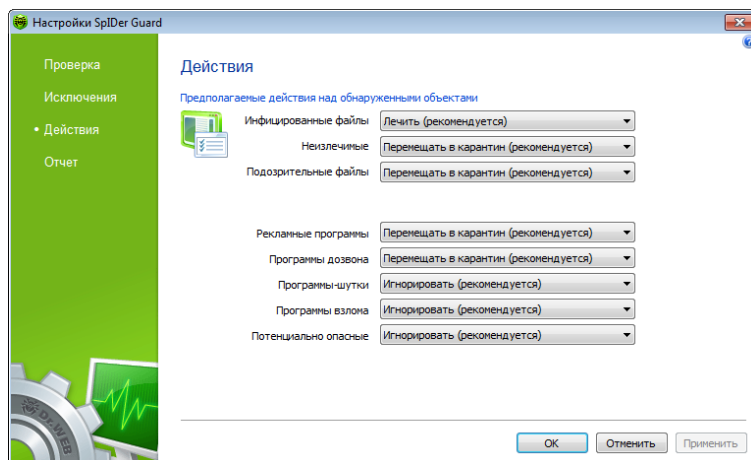 Настройки SpIDer Guard
Проверка
Исключения
• Действия
Отчет
Действия
Предполагаемые действия над обнаруженными объектами
Инфицированные файлы Лечить (рекомендуется)
Неизлечимые Перемещать в карантин (рекомендуется)
Подозрительные файлы Перемещать в карантин (рекомендуется)
Рекламные программы Перемещать в карантин (рекомендуется)
Программы дозвона Перемещать в карантин (рекомендуется)
Программы-шутки Игнорировать (рекомендуется)
Программы взлома Игнорировать (рекомендуется)
Потенциально опасные Игнорировать (рекомендуется)
Dr.WEB
OK Отменить Применить